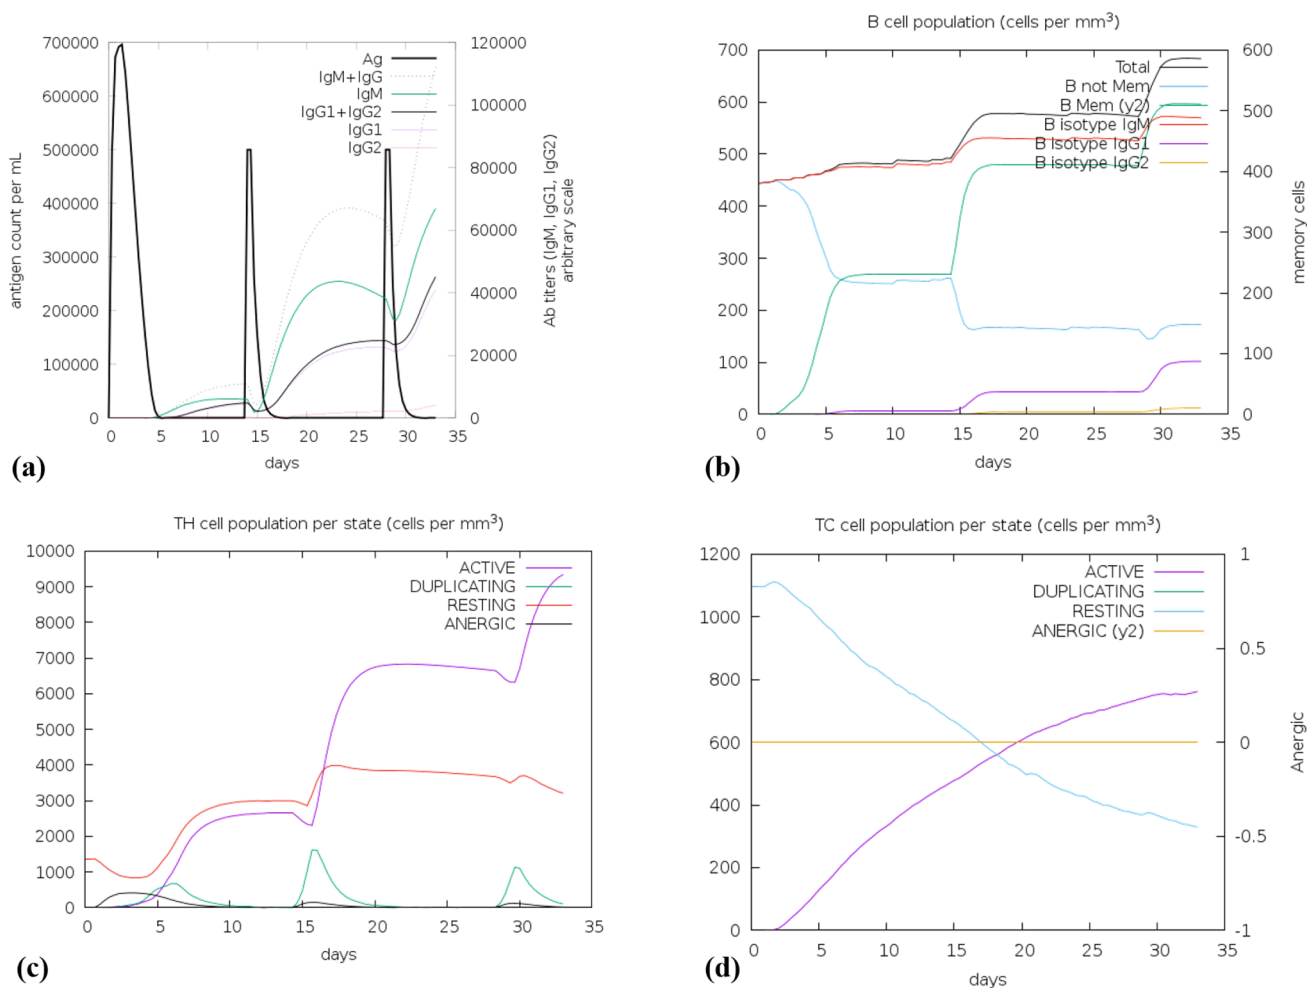 Ag
IgM+IgG
IgM
IgG1+IgG2
IgG1
IgG2
700000
600000
500000
400000
300000
200000
100000
0
120000
100000
80000
60000
40000
20000
0
0 5 10 15 20 25 30 35
days
antigen count per mL
Ab titers (IgM, IgG1, IgG2)
arbitrary scale
(a)
B cell population (cells per mm³)
Total
B not Mem
B Mem (y2)
B isotype IgM
B isotype IgG1
B isotype IgG2
700
600
500
400
300
200
100
0
600
500
400
300
200
100
0
0 5 10 15 20 25 30 35
days
memory cells
(b)
TH cell population per state (cells per mm³)
ACTIVE
DUPLICATING
RESTING
ANERGIC
10000
9000
8000
7000
6000
5000
4000
3000
2000
1000
0
0 5 10 15 20 25 30 35
days
(c)
TC cell population per state (cells per mm³)
ACTIVE
DUPLICATING
RESTING
ANERGIC (y2)
1200
1000
800
600
400
200
0
1
0.5
0
-0.5
-1
0 5 10 15 20 25 30 35
days
Anergic
(d)